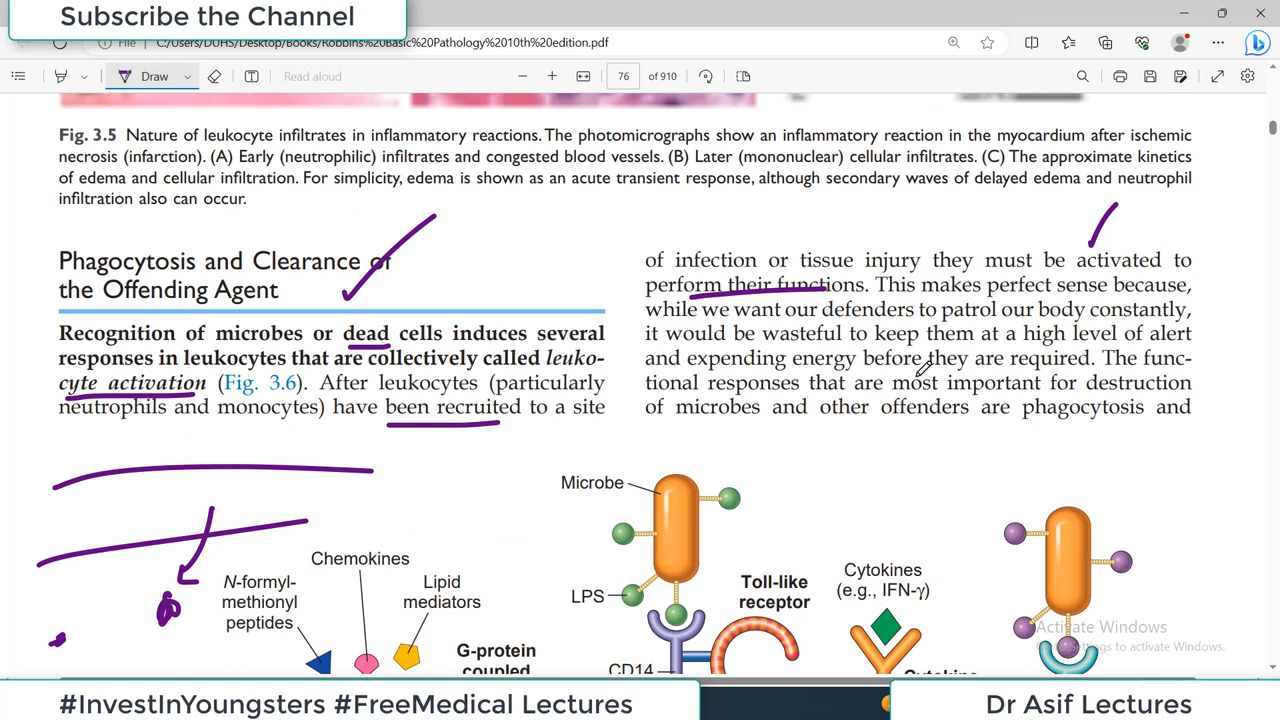 Subscribe the Channel
File
C:/Users/DUHS/Desktop/Books/Robbins%20Basic%20Pathology%2010th%20edition.pdf
Draw
Read aloud
76
of 910
Fig. 3.5 Nature of leukocyte infiltrates in inflammatory reactions. The photomicrographs show an inflammatory reaction in the myocardium after ischemic
necrosis (infarction). (A) Early (neutrophilic) infiltrates and congested blood vessels. (B) Later (mononuclear) cellular infiltrates. (C) The approximate kinetics
of edema and cellular infiltration. For simplicity, edema is shown as an acute transient response, although secondary waves of delayed edema and neutrophil
infiltration also can occur.
Phagocytosis and Clearance of
the Offending Agent
Recognition of microbes or dead cells induces several
responses in leukocytes that are collectively called leuko-
cyte activation (Fig. 3.6). After leukocytes (particularly
neutrophils and monocytes) have been recruited to a site
of infection or tissue injury they must be activated to
perform their functions. This makes perfect sense because,
while we want our defenders to patrol our body constantly,
it would be wasteful to keep them at a high level of alert
and expending energy before they are required. The func-
tional responses that are most important for destruction
of microbes and other offenders are phagocytosis and
Microbe
Chemokines
N-formyl-
methionyl
peptides
Lipid
mediators
LPS
Toll-like
receptor
Cytokines
(e.g., IFN-γ)
G-protein
coupled
CD14
Cytokine
Activate Windows
Go to Settings to activate Windows.
#InvestInYoungsters #FreeMedical Lectures
Dr Asif Lectures